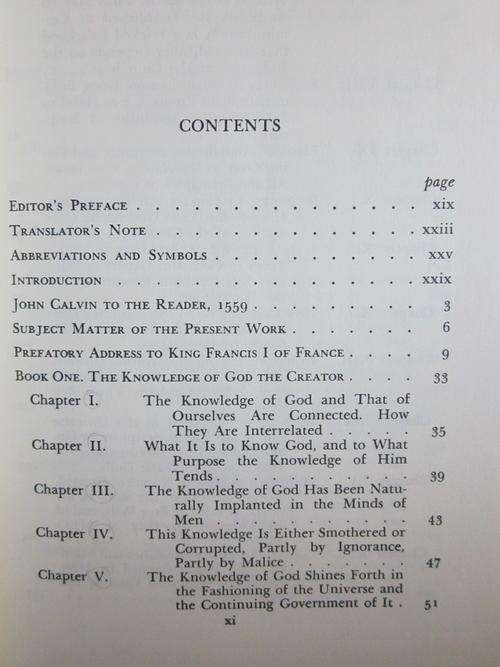 CONTENTS
page
EDITOR'S PREFACE . . . . . . . . . . . . . . . xix
TRANSLATOR'S NOTE . . . . . . . . . . . . . . xxiii
ABBREVIATIONS AND SYMBOLS . . . . . . . . . . . xxv
INTRODUCTION . . . . . . . . . . . . . . . . xxix
JOHN CALVIN TO THE READER, 1559 . . . . . . . . . 3
SUBJECT MATTER OF THE PRESENT WORK . . . . . . . 6
PREFATORY ADDRESS TO KING FRANCIS I OF FRANCE . . . . 9
BOOK ONE. THE KNOWLEDGE OF GOD THE CREATOR . . . . 33
Chapter I. The Knowledge of God and That of
Ourselves Are Connected. How
They Are Interrelated . . . . . 35
Chapter II. What It Is to Know God, and to What
Purpose the Knowledge of Him
Tends . . . . . . . . . . 39
Chapter III. The Knowledge of God Has Been Natu-
rally Implanted in the Minds of
Men . . . . . . . . . . 43
Chapter IV. This Knowledge Is Either Smothered or
Corrupted, Partly by Ignorance,
Partly by Malice . . . . . . . 47
Chapter V. The Knowledge of God Shines Forth in
the Fashioning of the Universe and
the Continuing Government of It . 51
xi